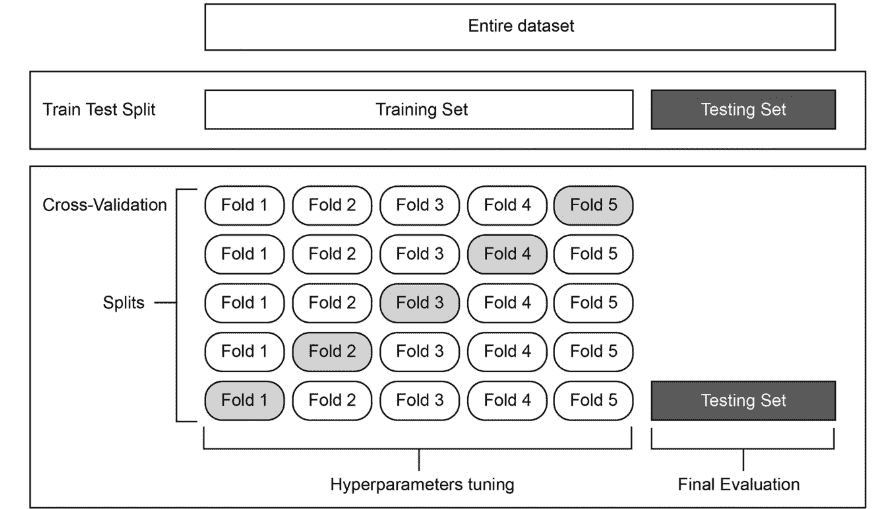 Entire dataset
Train Test Split
Training Set
Testing Set
Cross-Validation
Fold 1 Fold 2 Fold 3 Fold 4 Fold 5
Fold 1 Fold 2 Fold 3 Fold 4 Fold 5
Splits
Fold 1 Fold 2 Fold 3 Fold 4 Fold 5
Fold 1 Fold 2 Fold 3 Fold 4 Fold 5
Fold 1 Fold 2 Fold 3 Fold 4 Fold 5
Testing Set
Hyperparameters tuning
Final Evaluation